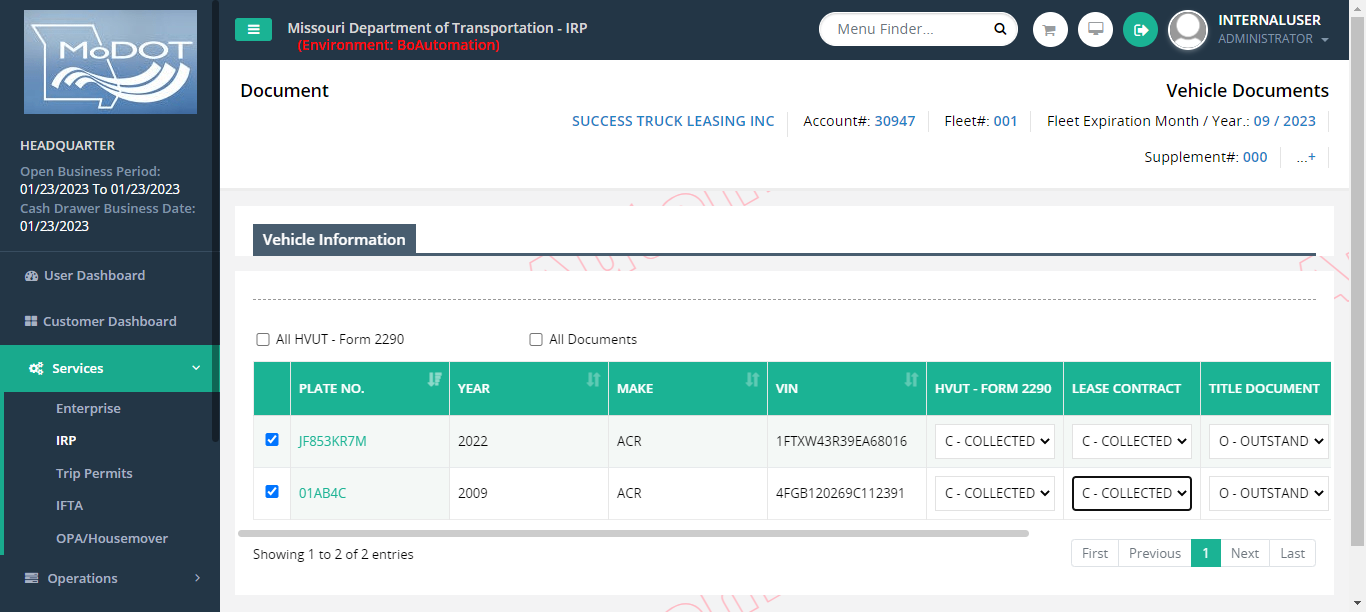 MoDOT
HEADQUARTER
Open Business Period:
01/23/2023 To 01/23/2023
Cash Drawer Business Date:
01/23/2023
User Dashboard
Customer Dashboard
Services
Enterprise
IRP
Trip Permits
IFTA
OPA/Housemover
Operations
Missouri Department of Transportation - IRP
(Environment: BoAutomation)
Menu Finder...
INTERNALUSER
ADMINISTRATOR
Document
Vehicle Documents
SUCCESS TRUCK LEASING INC Account#: 30947 Fleet#: 001 Fleet Expiration Month / Year.: 09 / 2023
Supplement#: 000 ...+
Vehicle Information
All HVUT - Form 2290 All Documents
PLATE NO. YEAR MAKE VIN HVUT - FORM 2290 LEASE CONTRACT TITLE DOCUMENT
JF853KR7M 2022 ACR 1FTXW43R39EA68016 C - COLLECTED C - COLLECTED O - OUTSTAND
01AB4C 2009 ACR 4FGB120269C112391 C - COLLECTED C - COLLECTED O - OUTSTAND
Showing 1 to 2 of 2 entries
First Previous 1 Next Last